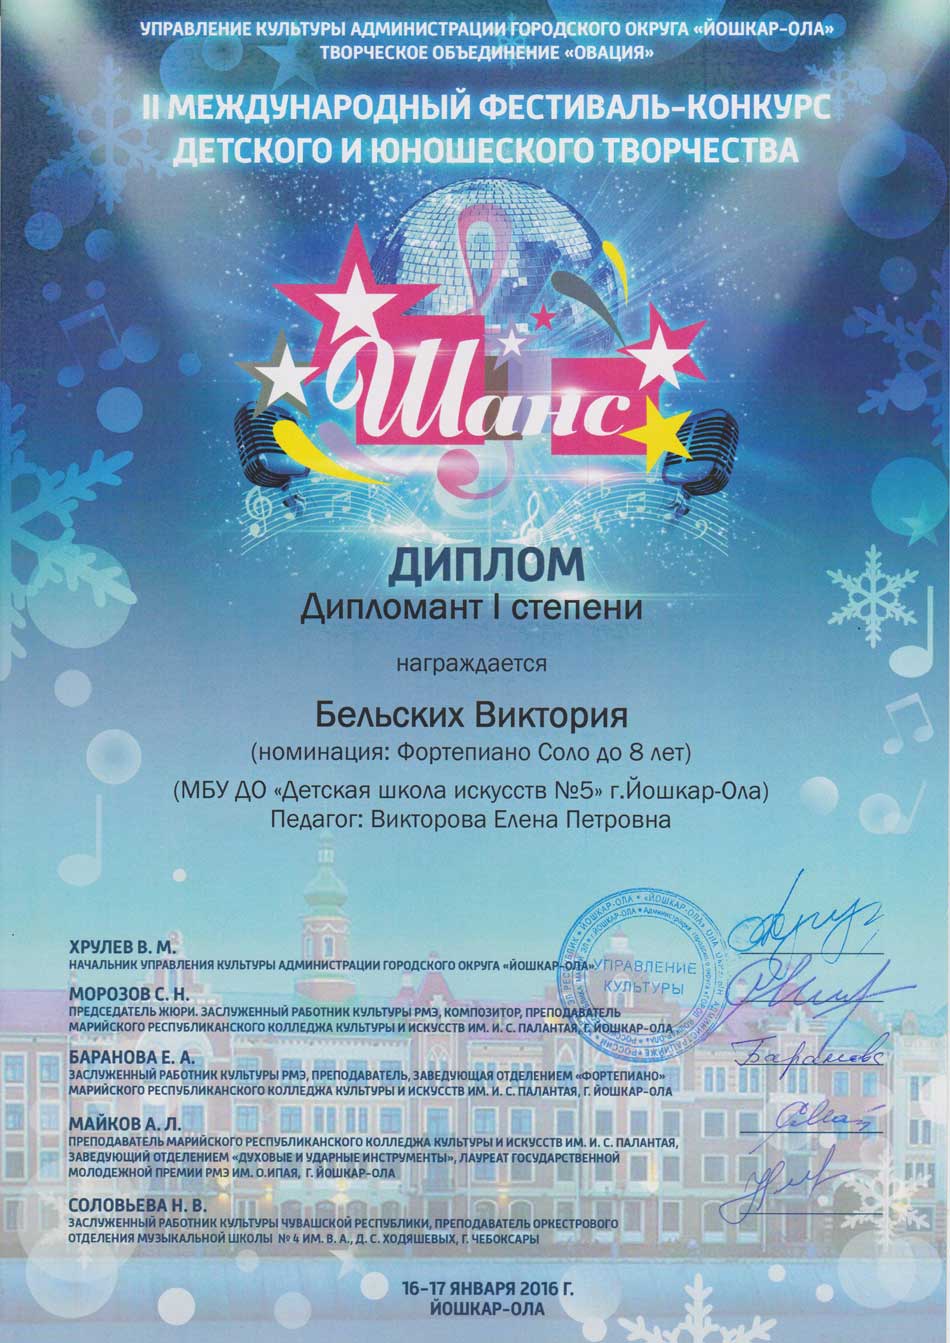 УПРАВЛЕНИЕ КУЛЬТУРЫ АДМИНИСТРАЦИИ ГОРОДСКОГО ОКРУГА «ЙОШКАР-ОЛА»
ТВОРЧЕСКОЕ ОБЪЕДИНЕНИЕ «ОВАЦИЯ»
II МЕЖДУНАРОДНЫЙ ФЕСТИВАЛЬ-КОНКУРС
ДЕТСКОГО И ЮНОШЕСКОГО ТВОРЧЕСТВА
Шанс
ДИПЛОМ
Дипломант I степени
награждается
Бельских Виктория
(номинация: Фортепиано Соло до 8 лет)
(МБУ ДО «Детская школа искусств №5» г.Йошкар-Ола)
Педагог: Викторова Елена Петровна
ХРУЛЕВ В. М.
НАЧАЛЬНИК УПРАВЛЕНИЯ КУЛЬТУРЫ АДМИНИСТРАЦИИ ГОРОДСКОГО ОКРУГА «ЙОШКАР-ОЛА»
УПРАВЛЕНИЕ
КУЛЬТУРЫ
МОРОЗОВ С. Н.
ПРЕДСЕДАТЕЛЬ ЖЮРИ. ЗАСЛУЖЕННЫЙ РАБОТНИК КУЛЬТУРЫ РМЭ, КОМПОЗИТОР, ПРЕПОДАВАТЕЛЬ
МАРИЙСКОГО РЕСПУБЛИКАНСКОГО КОЛЛЕДЖА КУЛЬТУРЫ И ИСКУССТВ ИМ. И. С. ПАЛАНТАЯ, Г. ЙОШКАР-ОЛА
БАРАНОВА Е. А.
Баранова
ЗАСЛУЖЕННЫЙ РАБОТНИК КУЛЬТУРЫ РМЭ, ПРЕПОДАВАТЕЛЬ, ЗАВЕДУЮЩАЯ ОТДЕЛЕНИЕМ «ФОРТЕПИАНО»
МАРИЙСКОГО РЕСПУБЛИКАНСКОГО КОЛЛЕДЖА КУЛЬТУРЫ И ИСКУССТВ ИМ. И. С. ПАЛАНТАЯ, Г. ЙОШКАР-ОЛА
МАЙКОВ А. Л.
ПРЕПОДАВАТЕЛЬ МАРИЙСКОГО РЕСПУБЛИКАНСКОГО КОЛЛЕДЖА КУЛЬТУРЫ И ИСКУССТВ ИМ. И. С. ПАЛАНТАЯ,
ЗАВЕДУЮЩИЙ ОТДЕЛЕНИЕМ «ДУХОВЫЕ И УДАРНЫЕ ИНСТРУМЕНТЫ», ЛАУРЕАТ ГОСУДАРСТВЕННОЙ
МОЛОДЕЖНОЙ ПРЕМИИ РМЭ ИМ. О.ИПАЯ, Г. ЙОШКАР-ОЛА
СОЛОВЬЕВА Н. В.
ЗАСЛУЖЕННЫЙ РАБОТНИК КУЛЬТУРЫ ЧУВАШСКОЙ РЕСПУБЛИКИ, ПРЕПОДАВАТЕЛЬ ОРКЕСТРОВОГО
ОТДЕЛЕНИЯ МУЗЫКАЛЬНОЙ ШКОЛЫ № 4 ИМ. В. А., Д. С. ХОДЯШЕВЫХ, Г. ЧЕБОКСАРЫ
16-17 ЯНВАРЯ 2016 Г.
ЙОШКАР-ОЛА